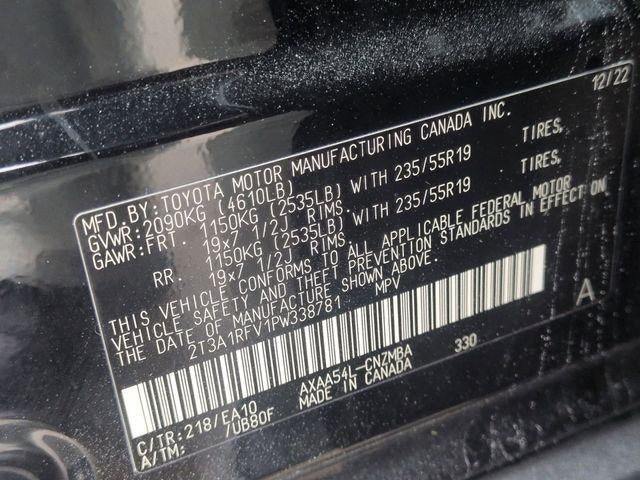 MFD. BY: TOYOTA MOTOR MANUFACTURING CANADA INC. 12/22
GVWR: 2090KG (4610LB)
GAWR: FRT. 1150KG (2535LB) WITH 235/55R19 TIRES,
19x7 1/2J RIMS.
RR. 1150KG (2535LB) WITH 235/55R19 TIRES,
19x7 1/2J RIMS.
THIS VEHICLE CONFORMS TO ALL APPLICABLE FEDERAL MOTOR
VEHICLE SAFETY AND THEFT PREVENTION STANDARDS IN EFFECT ON
THE DATE OF MANUFACTURE SHOWN ABOVE.
2T3A1RFV1PW338781 MPV
A
C/TR: 218/EA10 AXAA54L-CNZMBA 330
A/TM: 7UB80F MADE IN CANADA